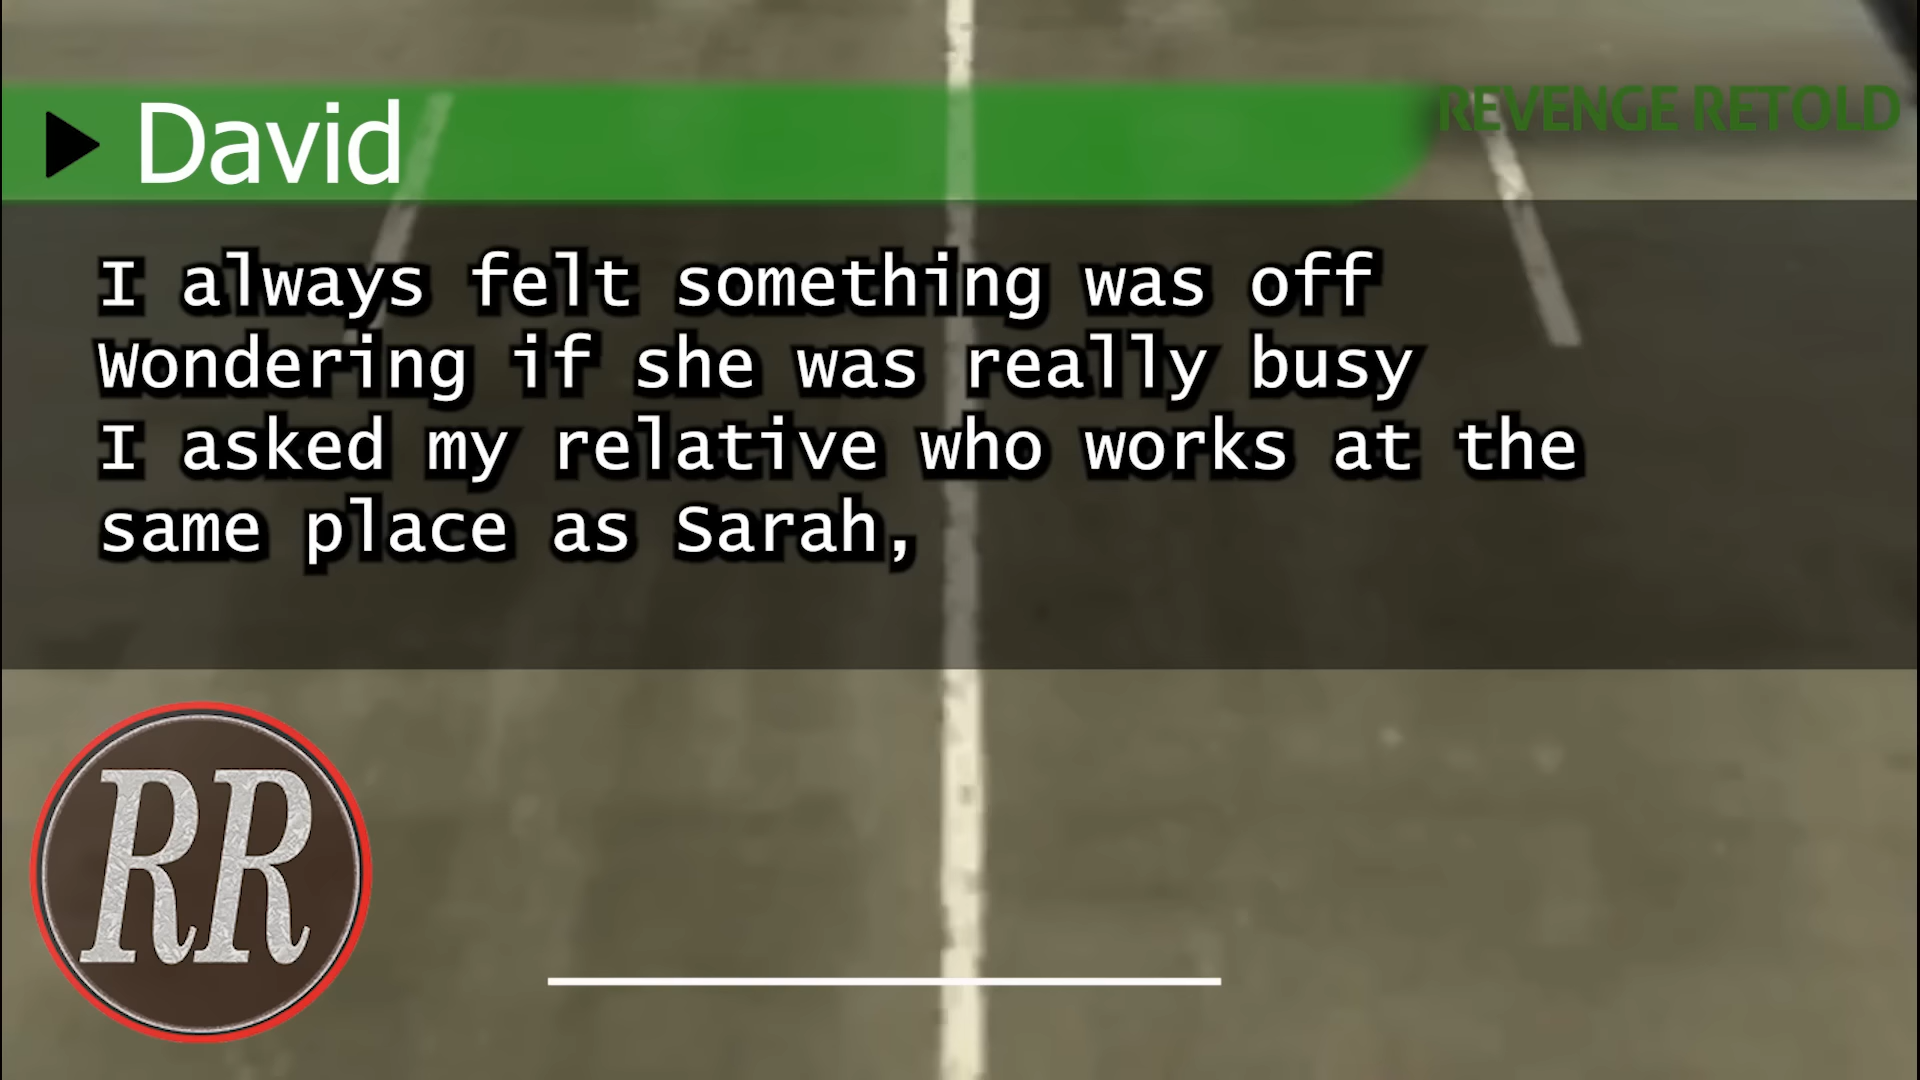 David
REVENGE RETOLD
I always felt something was off
Wondering if she was really busy
I asked my relative who works at the
same place as Sarah,
RR